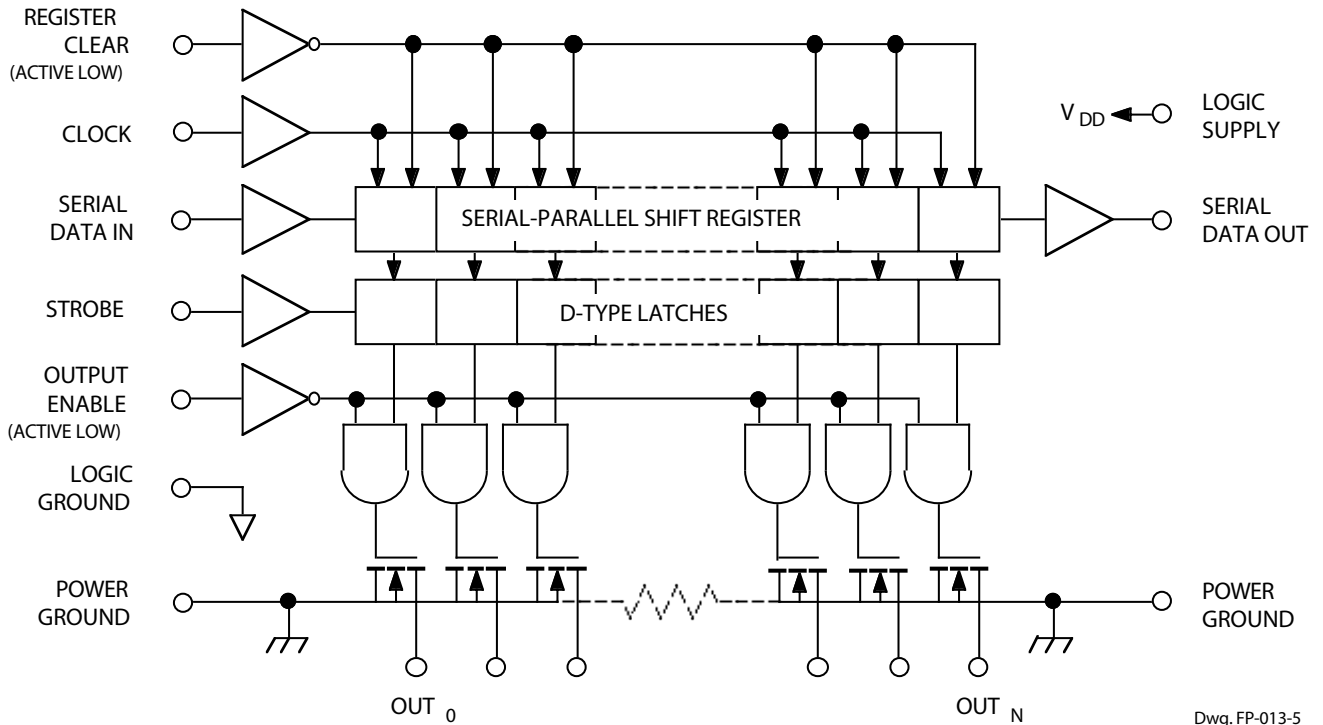 REGISTER
CLEAR
(ACTIVE LOW)
CLOCK
SERIAL
DATA IN
STROBE
OUTPUT
ENABLE
(ACTIVE LOW)
LOGIC
GROUND
POWER
GROUND
SERIAL-PARALLEL SHIFT REGISTER
D-TYPE LATCHES
OUT 0
OUT N
V DD
LOGIC
SUPPLY
SERIAL
DATA OUT
POWER
GROUND
Dwg. FP-013-5